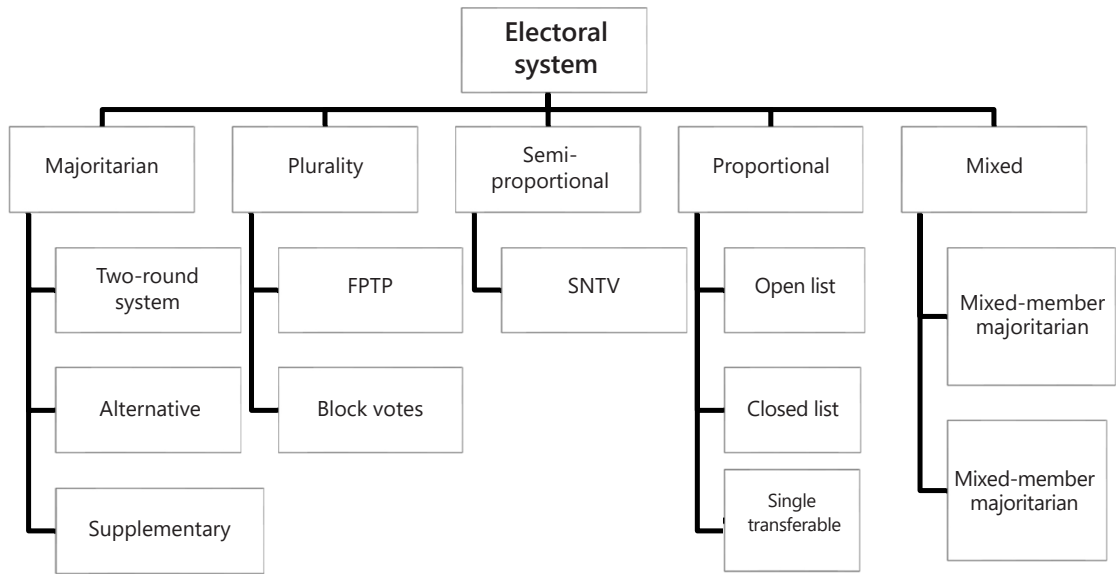 Electoral
system
Majoritarian
Plurality
Semi-
proportional
Proportional
Mixed
Two-round
system
FPTP
SNTV
Open list
Mixed-member
majoritarian
Alternative
Block votes
Closed list
Mixed-member
majoritarian
Supplementary
Single
transferable